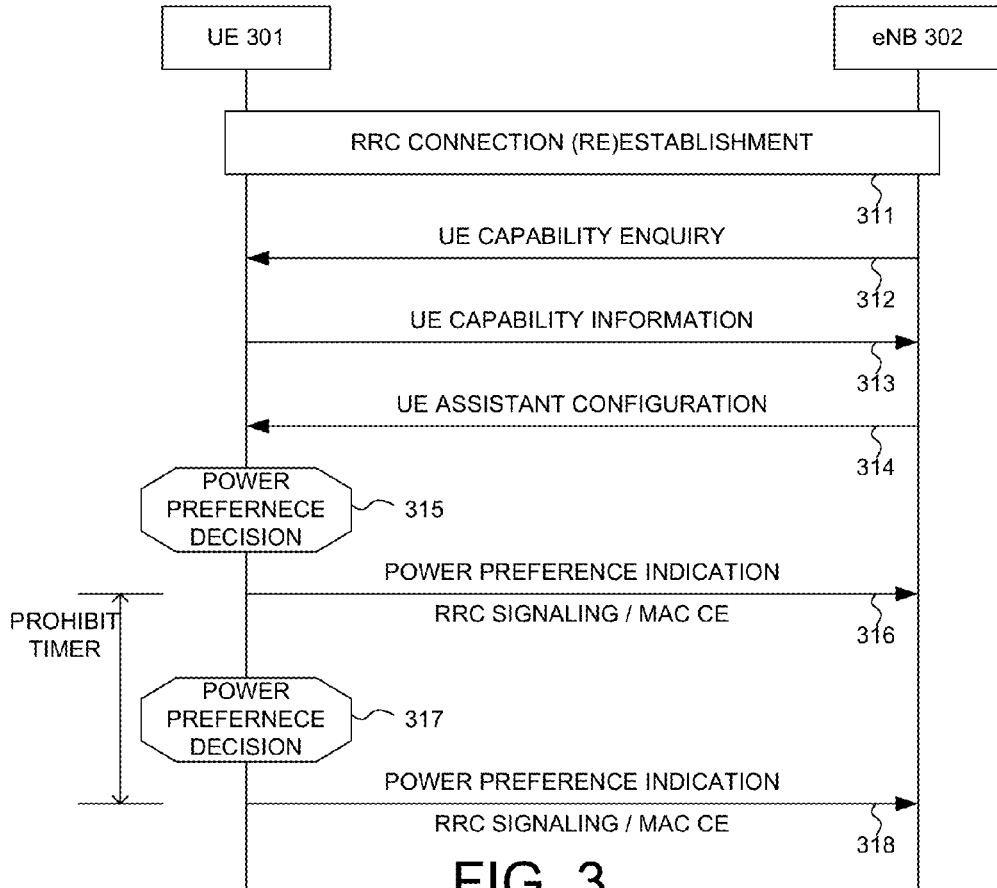 UE 301
eNB 302
RRC CONNECTION (RE)ESTABLISHMENT
311
UE CAPABILITY ENQUIRY
312
UE CAPABILITY INFORMATION
313
UE ASSISTANT CONFIGURATION
314
POWER
PREFERNECE
DECISION
315
POWER PREFERENCE INDICATION
RRC SIGNALING / MAC CE
316
PROHIBIT
TIMER
POWER
PREFERNECE
DECISION
317
POWER PREFERENCE INDICATION
RRC SIGNALING / MAC CE
318
FIG. 3